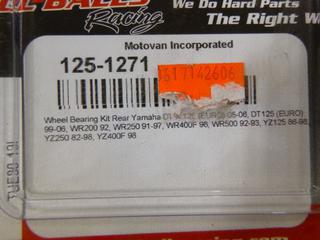 BALLS
Racing
We Do Hard Parts
The Right W
Motovan Incorporated
125-1271
617142606
Wheel Bearing Kit Rear Yamaha (EURO) 05-06, DT125 (EURO)
99-06, WR200 92, WR250 91-97, WR400F 98, WR500 92-93, YZ125 86-98,
YZ250 82-98, YZ400F 98